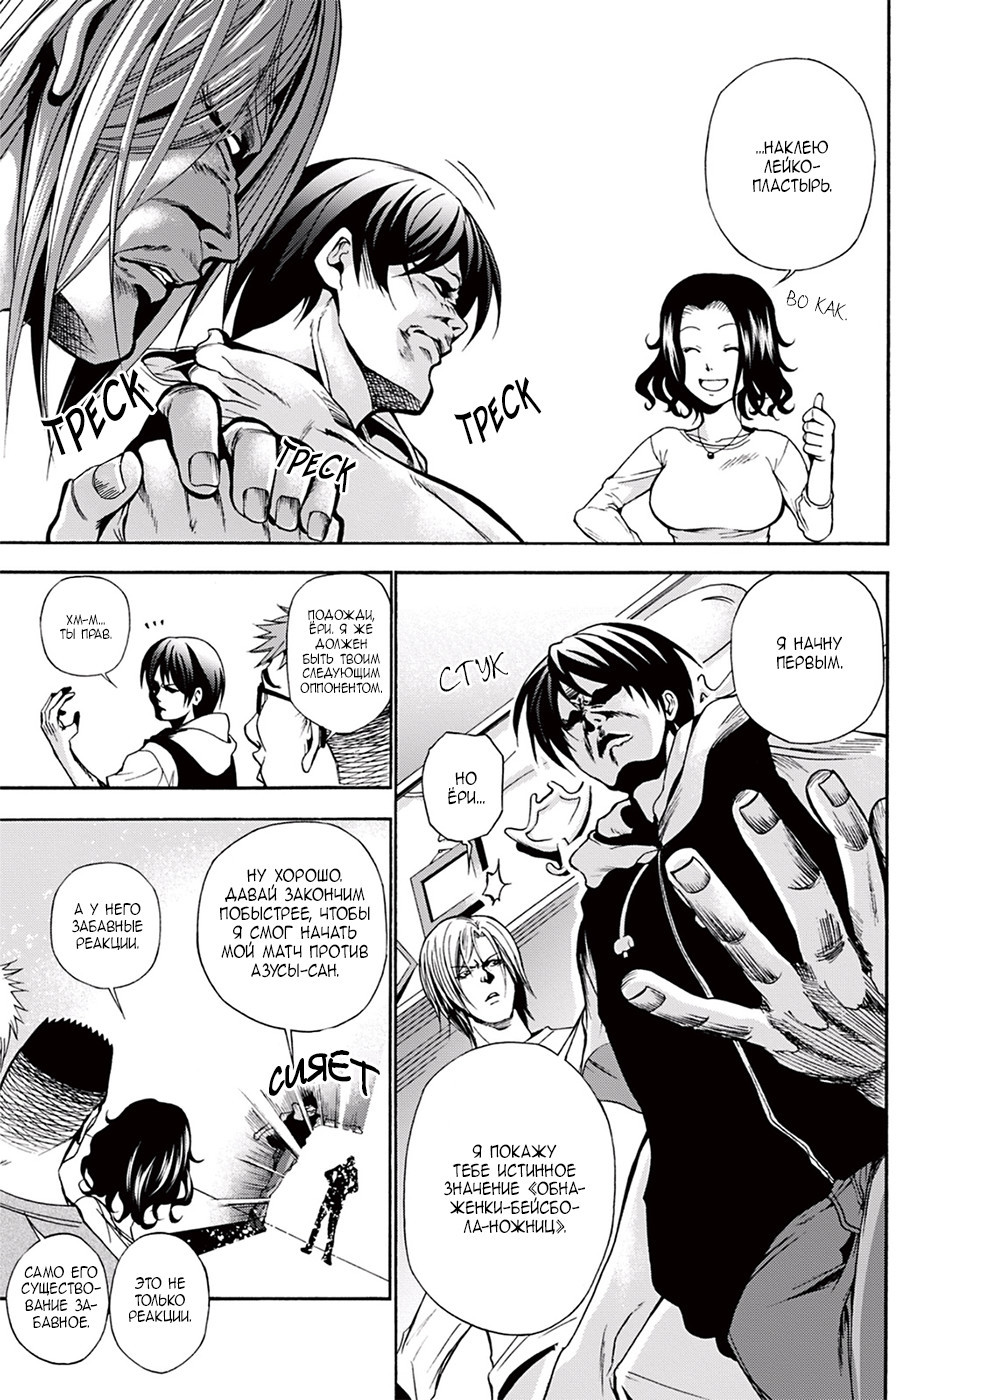 ...НАКЛЕЮ
ЛЕЙКО-
ПЛАСТЫРЬ.
ВО КАК.
ТРЕСК
ТРЕСК
ТРЕСК
Я НАЧНУ
ПЕРВЫМ.
СТУК
НО
ЁРИ...
Я ПОКАЖУ
ТЕБЕ ИСТИННОЕ
ЗНАЧЕНИЕ «ОБНА-
ЖЕНКИ-БЕЙСБО-
ЛА-НОЖНИЦ».
ПОДОЖДИ,
ЁРИ. Я ЖЕ
ДОЛЖЕН
БЫТЬ ТВОИМ
СЛЕДУЮЩИМ
ОППОНЕНТОМ.
ХМ-М...
ТЫ ПРАВ.
НУ ХОРОШО.
ДАВАЙ ЗАКОНЧИМ
ПОБЫСТРЕЕ, ЧТОБЫ
Я СМОГ НАЧАТЬ
МОЙ МАТЧ ПРОТИВ
АЗУСЫ-САН.
А У НЕГО
ЗАБАВНЫЕ
РЕАКЦИИ.
СИЯЕТ
ЭТО НЕ
ТОЛЬКО
РЕАКЦИИ.
САМО ЕГО
СУЩЕСТВО-
ВАНИЕ ЗА-
БАВНОЕ.